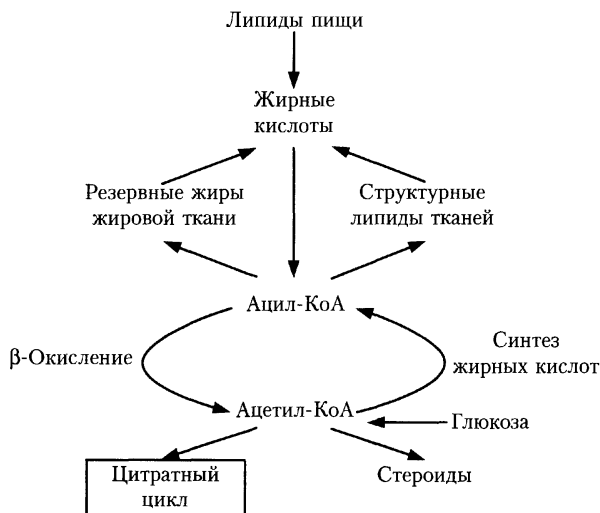 Липиды пищи
Жирные
кислоты
Резервные жиры
жировой ткани
Структурные
липиды тканей
Ацил-КоА
β-Окисление
Синтез
жирных кислот
Ацетил-КоА
Глюкоза
Цитратный
цикл
Стероиды